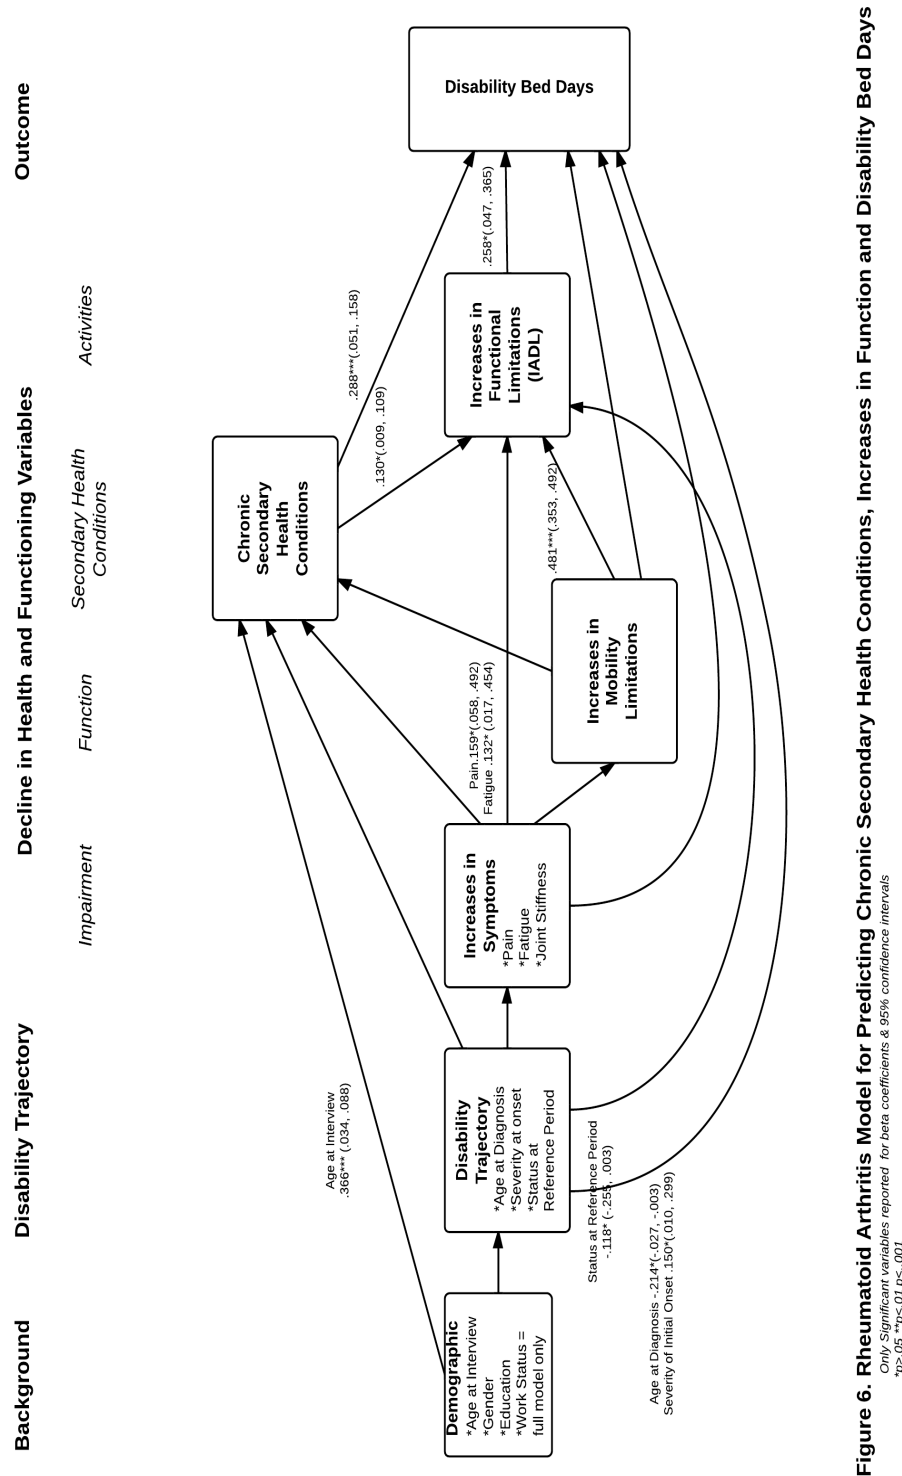 Background
Disability Trajectory
Decline in Health and Functioning Variables
Outcome
Impairment
Function
Secondary Health
Conditions
Activities
Demographic
*Age at Interview
*Gender
*Education
*Work Status =
full model only
Disability
Trajectory
*Age at Diagnosis
*Severity at onset
*Status at
Reference Period
Increases in
Symptoms
*Pain
*Fatigue
*Joint Stiffness
Increases in
Mobility
Limitations
Chronic
Secondary
Health
Conditions
Increases in
Functional
Limitations
(IADL)
Disability Bed Days
Age at Interview
.366*** (.034, .088)
Pain.159*(.058, .492)
Fatigue .132* (.017, .454)
.481***(.353, .492)
.130*(.009, .109)
.288***(.051, .158)
.258*(.047, .365)
Status at Reference Period
-.118* (-.255, .003)
Age at Diagnosis -.214*(-.027, -.003)
Severity of Initial Onset .150*(.010, .299)
Figure 6. Rheumatoid Arthritis Model for Predicting Chronic Secondary Health Conditions, Increases in Function and Disability Bed Days
Only Significant variables reported for beta coefficients & 95% confidence intervals
*p>.05 **p<.01 p<.001